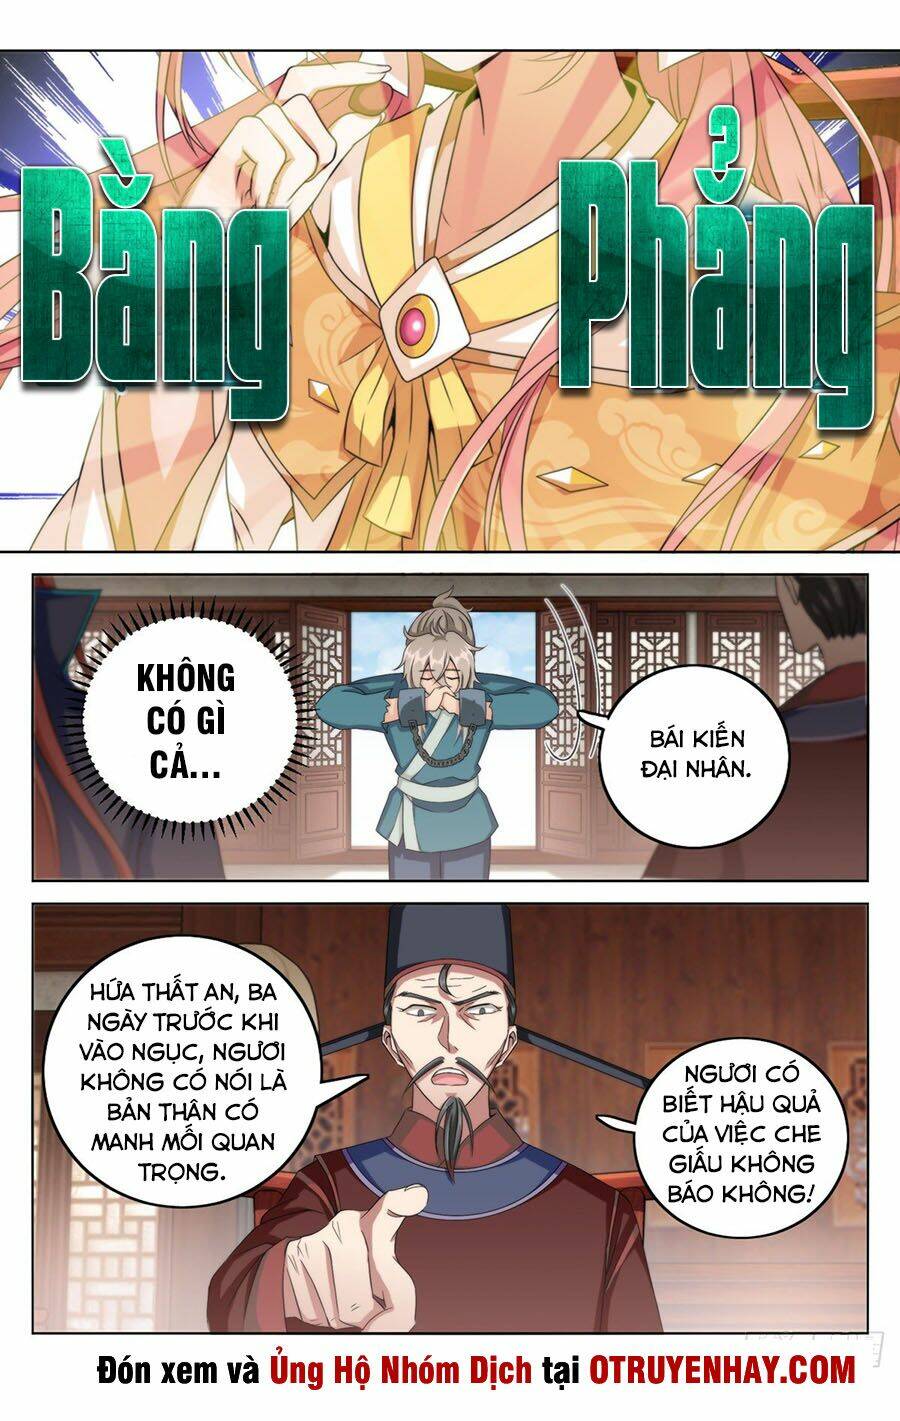 Bằng Phẳng
KHÔNG
CÓ GÌ
CẢ...
BÁI KIẾN
ĐẠI NHÂN.
HỨA THẤT AN, BA
NGÀY TRƯỚC KHI
VÀO NGỤC, NGƯƠI
KHÔNG CÓ NÓI LÀ
BẢN THÂN CÓ
MANH MỐI QUAN
TRỌNG.
NGƯƠI CÓ
BIẾT HẬU QUẢ
CỦA VIỆC CHE
GIẤU KHÔNG
BÁO KHÔNG!
Đón xem và Ủng Hộ Nhóm Dịch tại OTRUYENHAY.COM